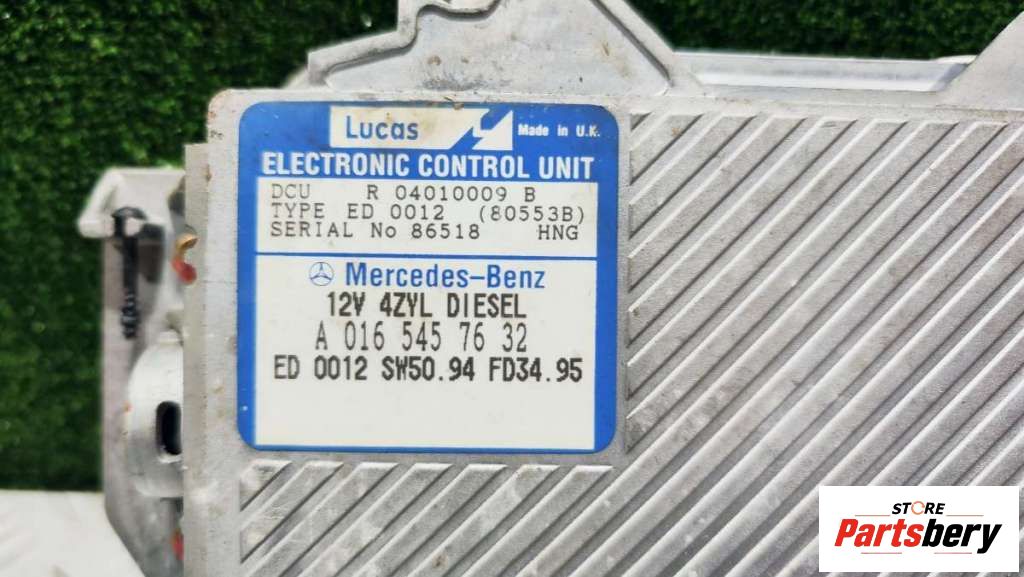 Lucas Made in U.K.
ELECTRONIC CONTROL UNIT
DCU R 04010009 B
TYPE ED 0012 (80553B)
SERIAL No 86518 HNG
Mercedes-Benz
12V 4ZYL DIESEL
A 016 545 76 32
ED 0012 SW50.94 FD34.95
STORE
Partsbery